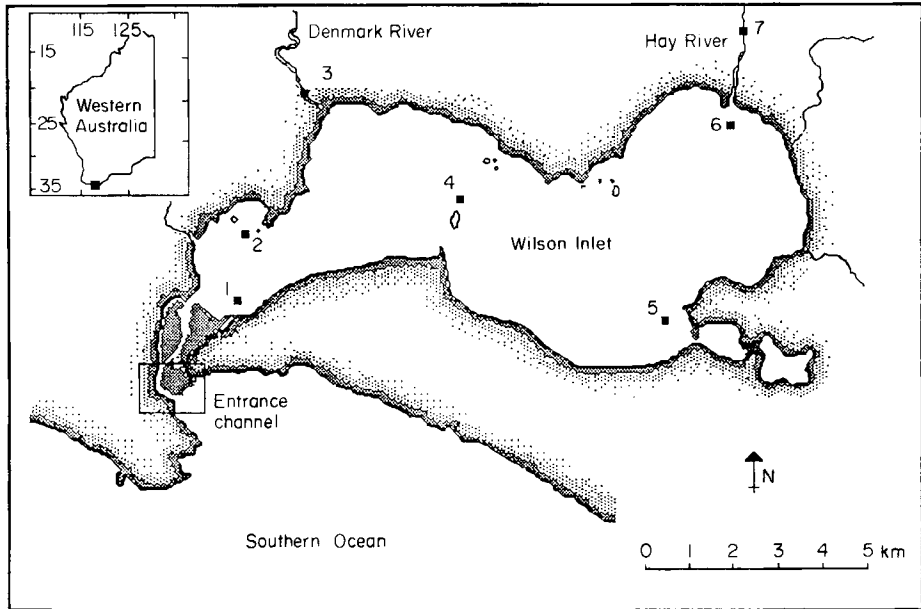 115 125
15
Western
Australia
25
35
Denmark River
3
Hay River
7
6
4
2
Wilson Inlet
1
5
Entrance
channel
N
Southern Ocean
0 1 2 3 4 5 km